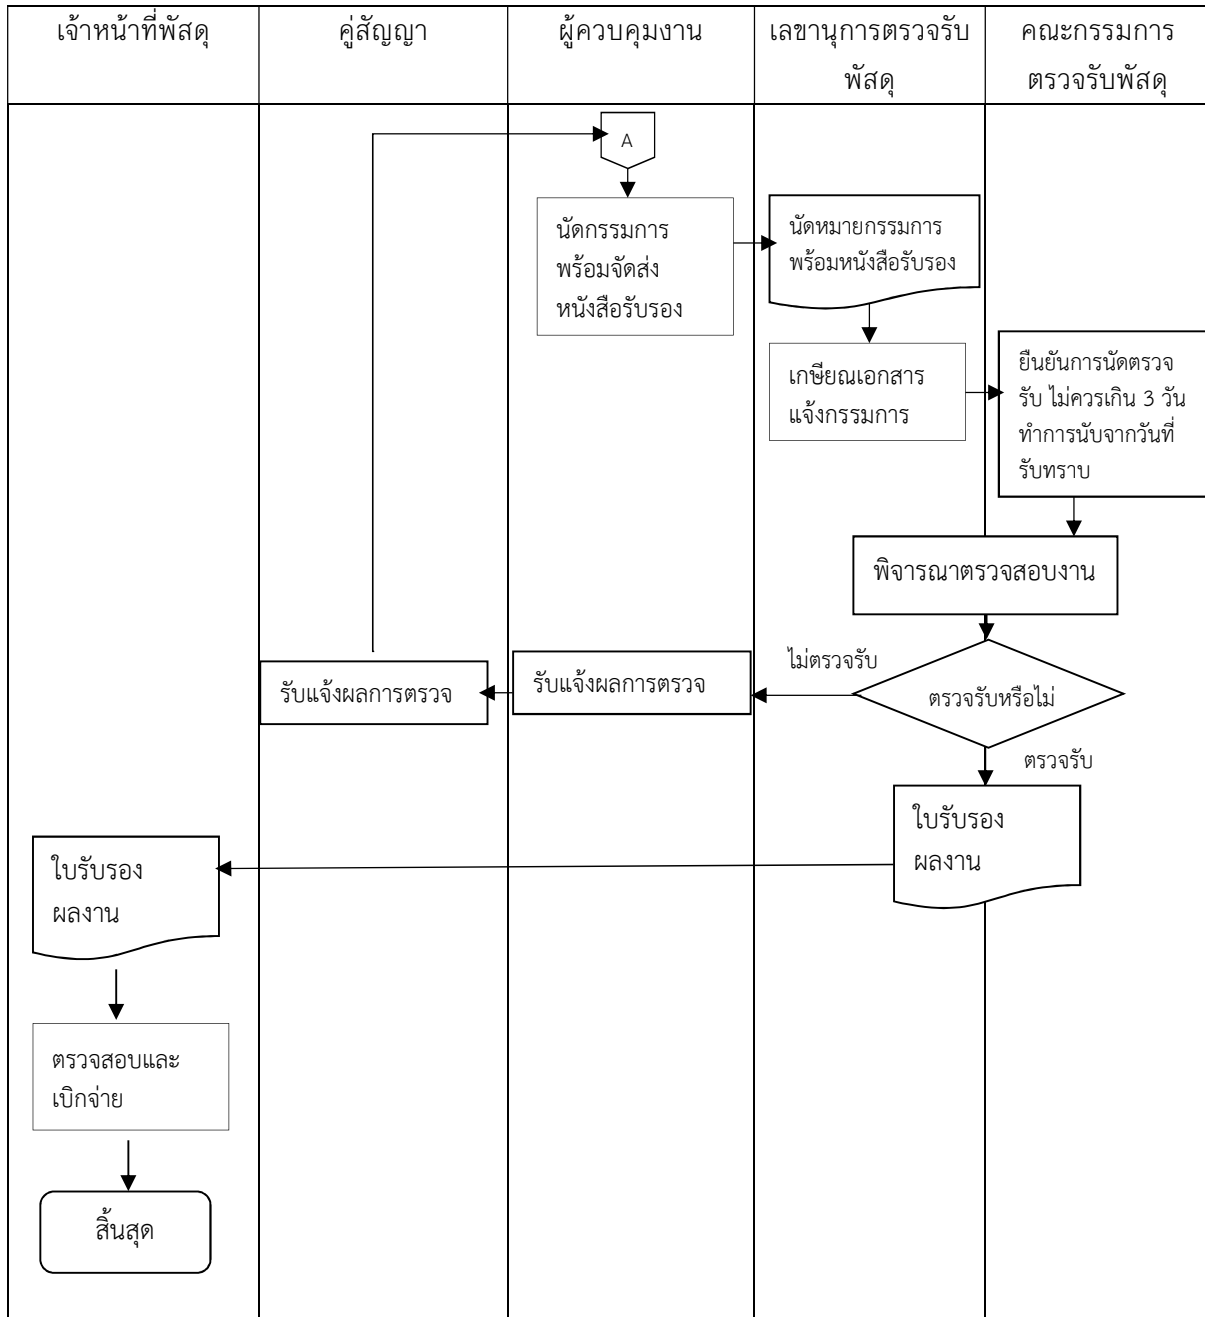 เจ้าหน้าที่พัสดุ
คู่สัญญา
ผู้ควบคุมงาน
เลขานุการตรวจรับ
พัสดุ
คณะกรรมการ
ตรวจรับพัสดุ
A
นัดกรรมการ
พร้อมจัดส่ง
หนังสือรับรอง
นัดหมายกรรมการ
พร้อมหนังสือรับรอง
เกษียณเอกสาร
แจ้งกรรมการ
ยืนยันการนัดตรวจ
รับ ไม่ควรเกิน 3 วัน
ทำการนับจากวันที่
รับทราบ
พิจารณาตรวจสอบงาน
ไม่ตรวจรับ
ตรวจรับหรือไม่
รับแจ้งผลการตรวจ
รับแจ้งผลการตรวจ
ตรวจรับ
ใบรับรอง
ผลงาน
ใบรับรอง
ผลงาน
ตรวจสอบและ
เบิกจ่าย
สิ้นสุด